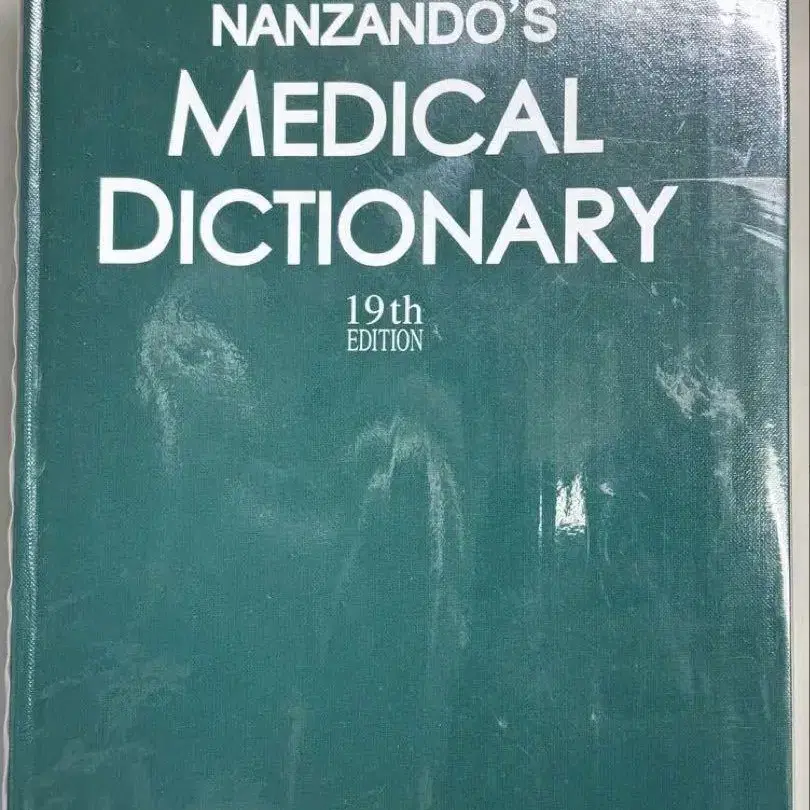 NANZANDO'S
MEDICAL
DICTIONARY
19th
EDITION